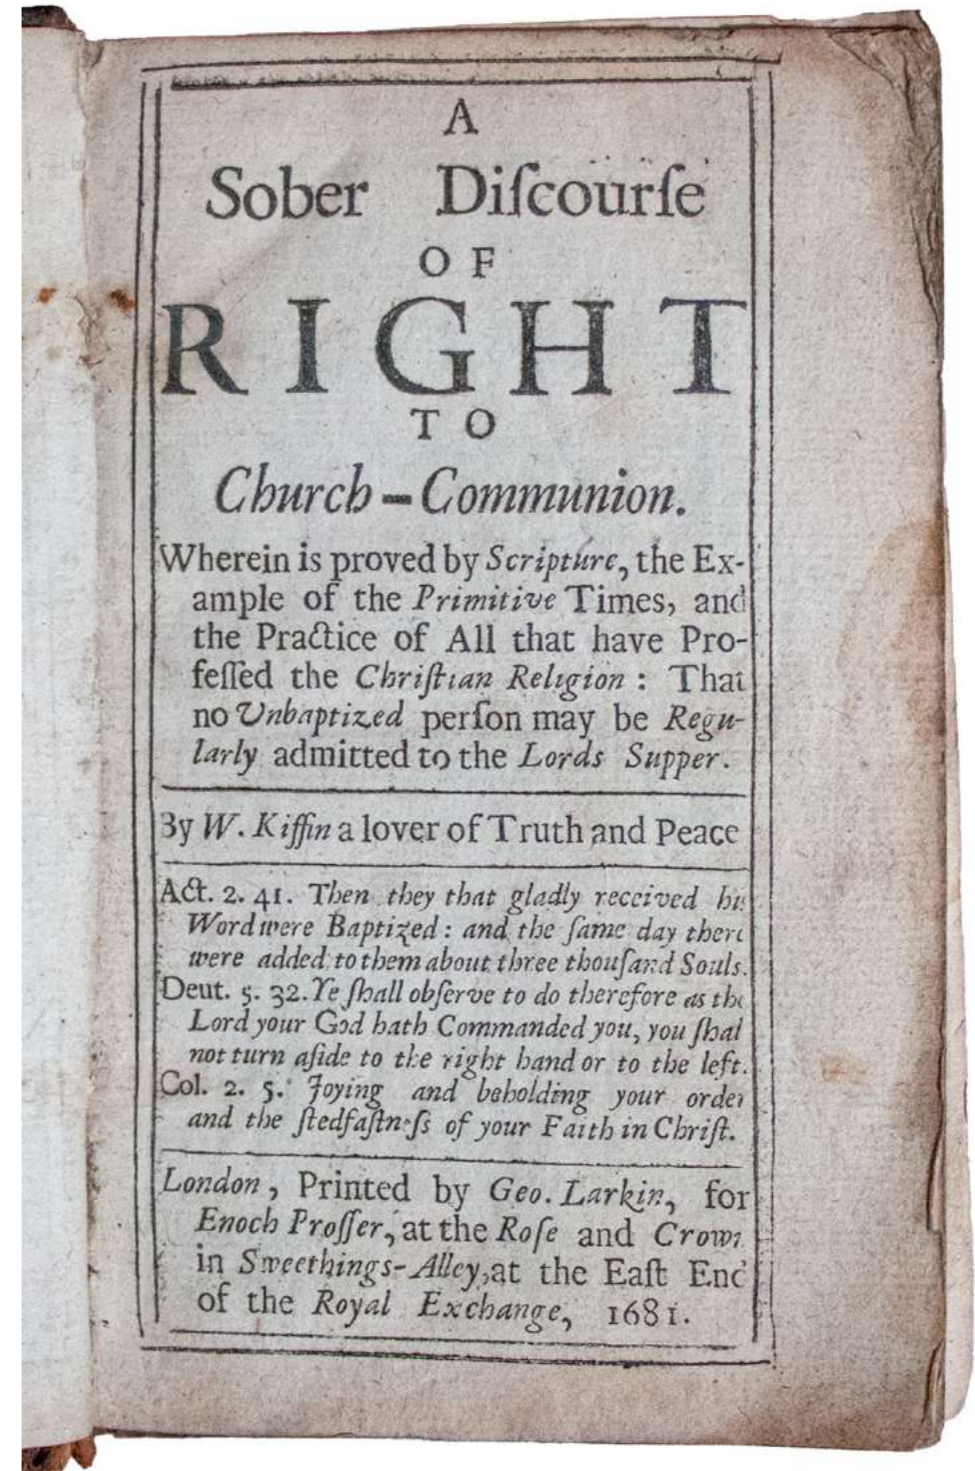 A
Sober Diſcourſe
OF
RIGHT
TO
Church-Communion.
Wherein is proved by Scripture, the Ex-
ample of the Primitive Times, and
the Practice of All that have Pro-
feſſed the Chriſtian Religion: That
no Unbaptized perſon may be Regu-
larly admitted to the Lords Supper.
By W. Kiffin a lover of Truth and Peace
Act. 2. 41. Then they that gladly received his
Word were Baptized: and the ſame day there
were added to them about three thouſand Souls.
Deut. 5. 32. Ye ſhall obſerve to do therefore as the
Lord your God hath Commanded you, you ſhal
not turn aſide to the right hand or to the left.
Col. 2. 5. Joying and beholding your order
and the ſtedfaſtneſs of your Faith in Chriſt.
London, Printed by Geo. Larkin, for
Enoch Proſſer, at the Roſe and Crown
in Sweethings-Alley, at the Eaſt End
of the Royal Exchange, 1681.